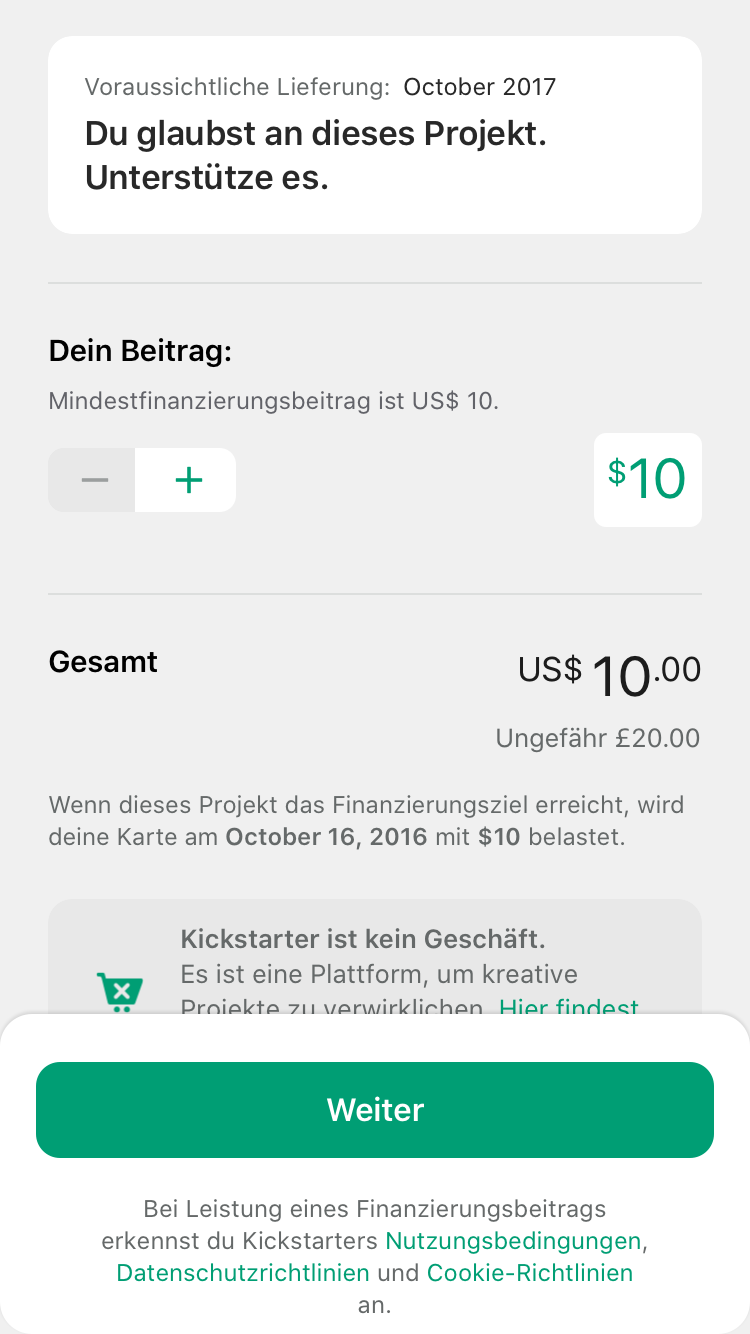 Voraussichtliche Lieferung: October 2017
Du glaubst an dieses Projekt.
Unterstütze es.
Dein Beitrag:
Mindestfinanzierungsbeitrag ist US$ 10.
− +
$10
Gesamt
US$ 10.00
Ungefähr £20.00
Wenn dieses Projekt das Finanzierungsziel erreicht, wird
deine Karte am October 16, 2016 mit $10 belastet.
Kickstarter ist kein Geschäft.
Es ist eine Plattform, um kreative
Projekte zu verwirklichen. Hier findest
Weiter
Bei Leistung eines Finanzierungsbeitrags
erkennst du Kickstarters Nutzungsbedingungen,
Datenschutzrichtlinien und Cookie-Richtlinien
an.